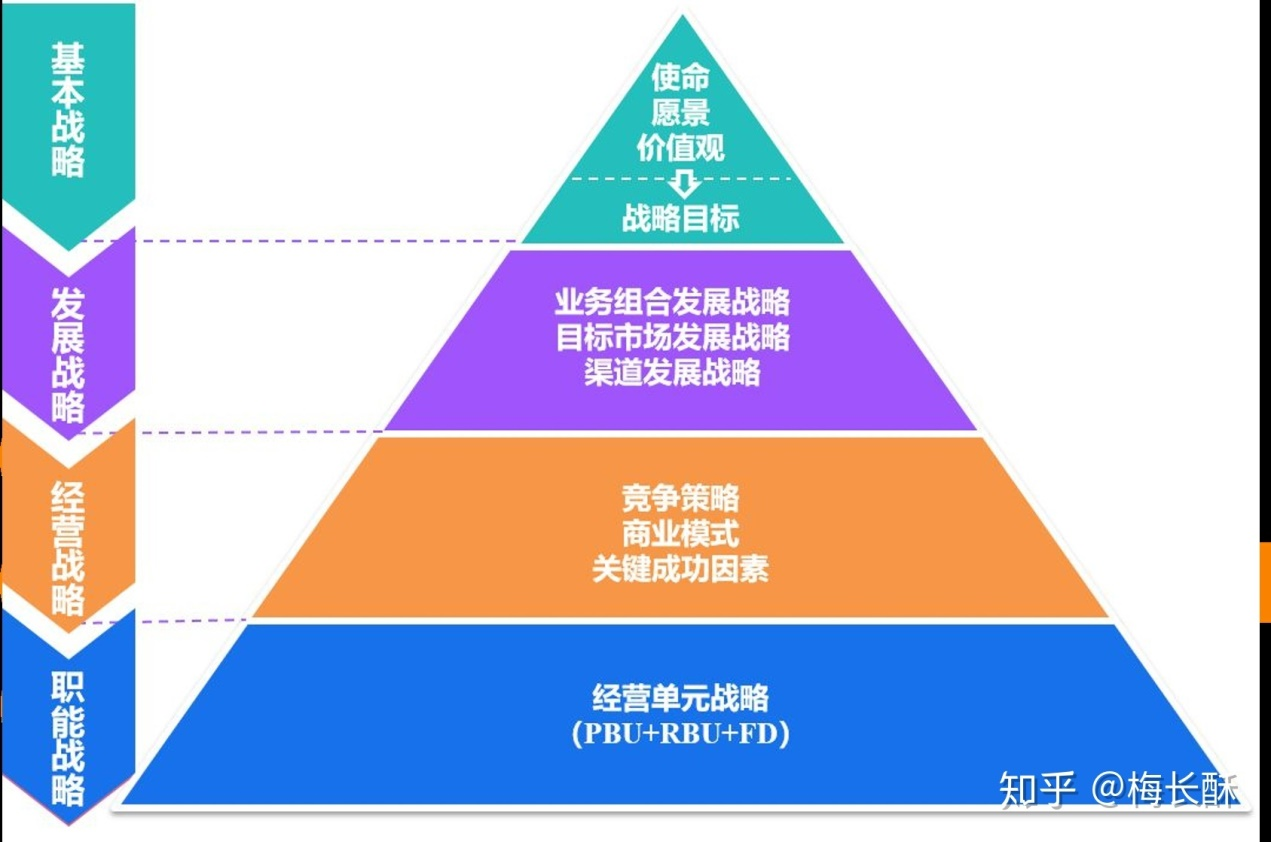 基本战略
使命
愿景
价值观
战略目标
发展战略
业务组合发展战略
目标市场发展战略
渠道发展战略
经营战略
竞争策略
商业模式
关键成功因素
职能战略
经营单元战略
(PBU+RBU+FD)
知乎 @梅长酥